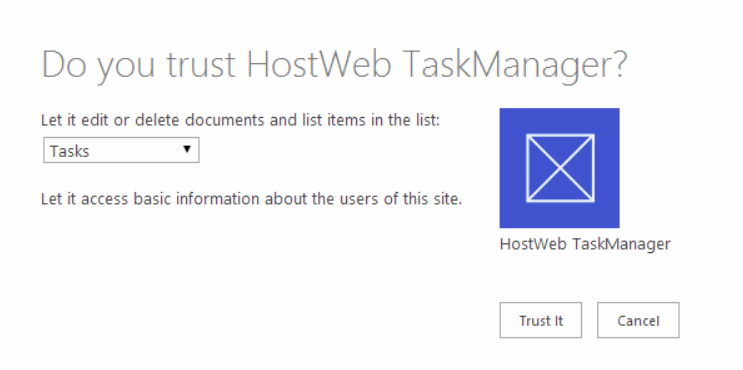 Do you trust HostWeb TaskManager?
Let it edit or delete documents and list items in the list:
Tasks
Let it access basic information about the users of this site.
HostWeb TaskManager
Trust It
Cancel